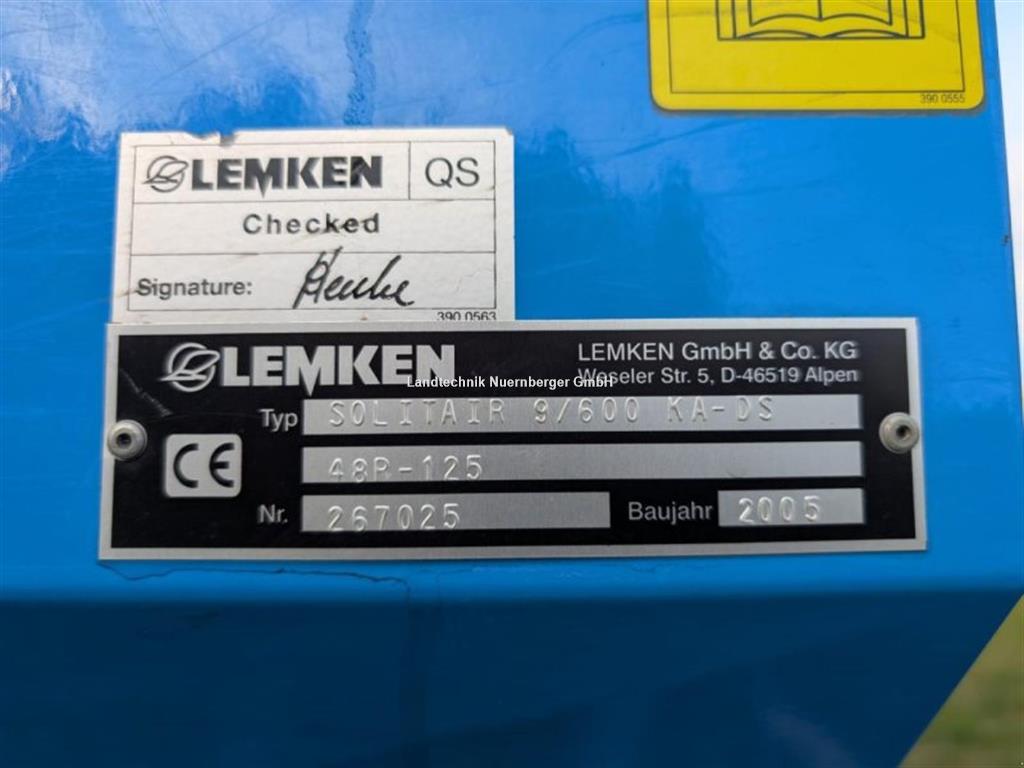 390 0555
LEMKEN QS
Checked
Signature: Henke
390 0563
LEMKEN
LEMKEN GmbH & Co. KG
Weseler Str. 5, D-46519 Alpen
Landtechnik Nuernberger GmbH
Typ SOLITAIR 9/600 KA-DS
CE 48R-125
Nr. 267025 Baujahr 2005